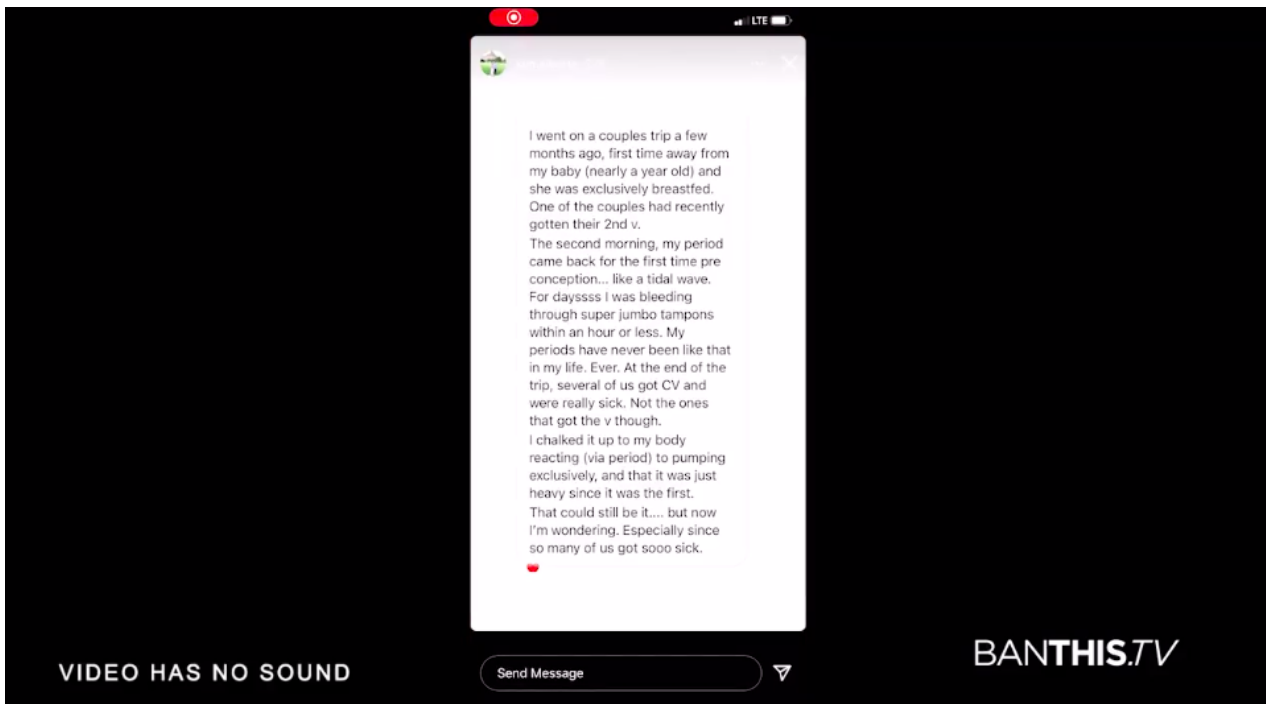 LTE
I went on a couples trip a few
months ago, first time away from
my baby (nearly a year old) and
she was exclusively breastfed.
One of the couples had recently
gotten their 2nd v.
The second morning, my period
came back for the first time pre
conception... like a tidal wave.
For dayssss I was bleeding
through super jumbo tampons
within an hour or less. My
periods have never been like that
in my life. Ever. At the end of the
trip, several of us got CV and
were really sick. Not the ones
that got the v though.
I chalked it up to my body
reacting (via period) to pumping
exclusively, and that it was just
heavy since it was the first.
That could still be it.... but now
I'm wondering. Especially since
so many of us got sooo sick.
Send Message
VIDEO HAS NO SOUND
BANTHIS.TV